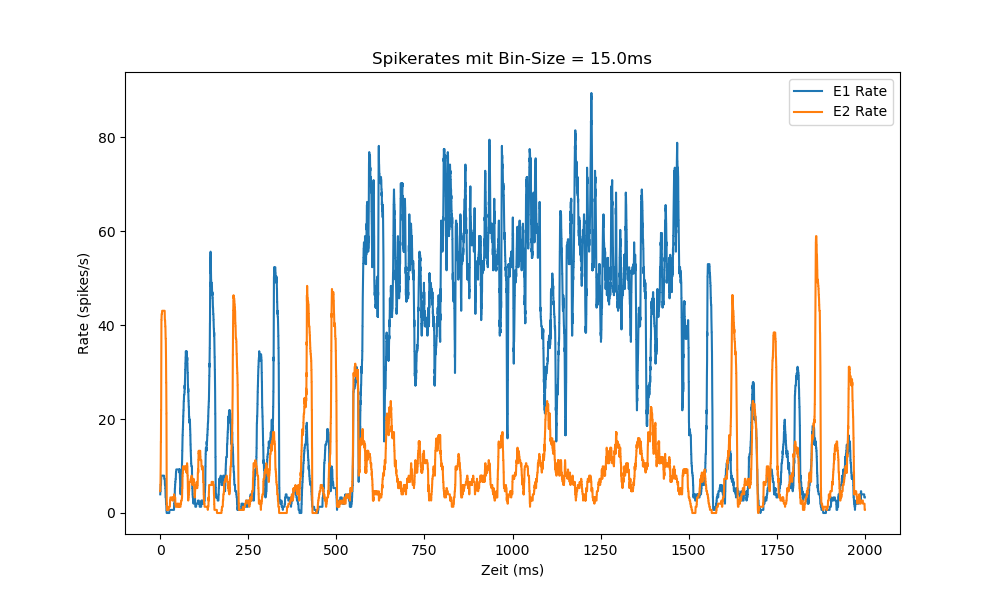 Spikerates mit Bin-Size = 15.0ms
E1 Rate
E2 Rate
80
60
40
20
0
Rate (spikes/s)
0 250 500 750 1000 1250 1500 1750 2000
Zeit (ms)